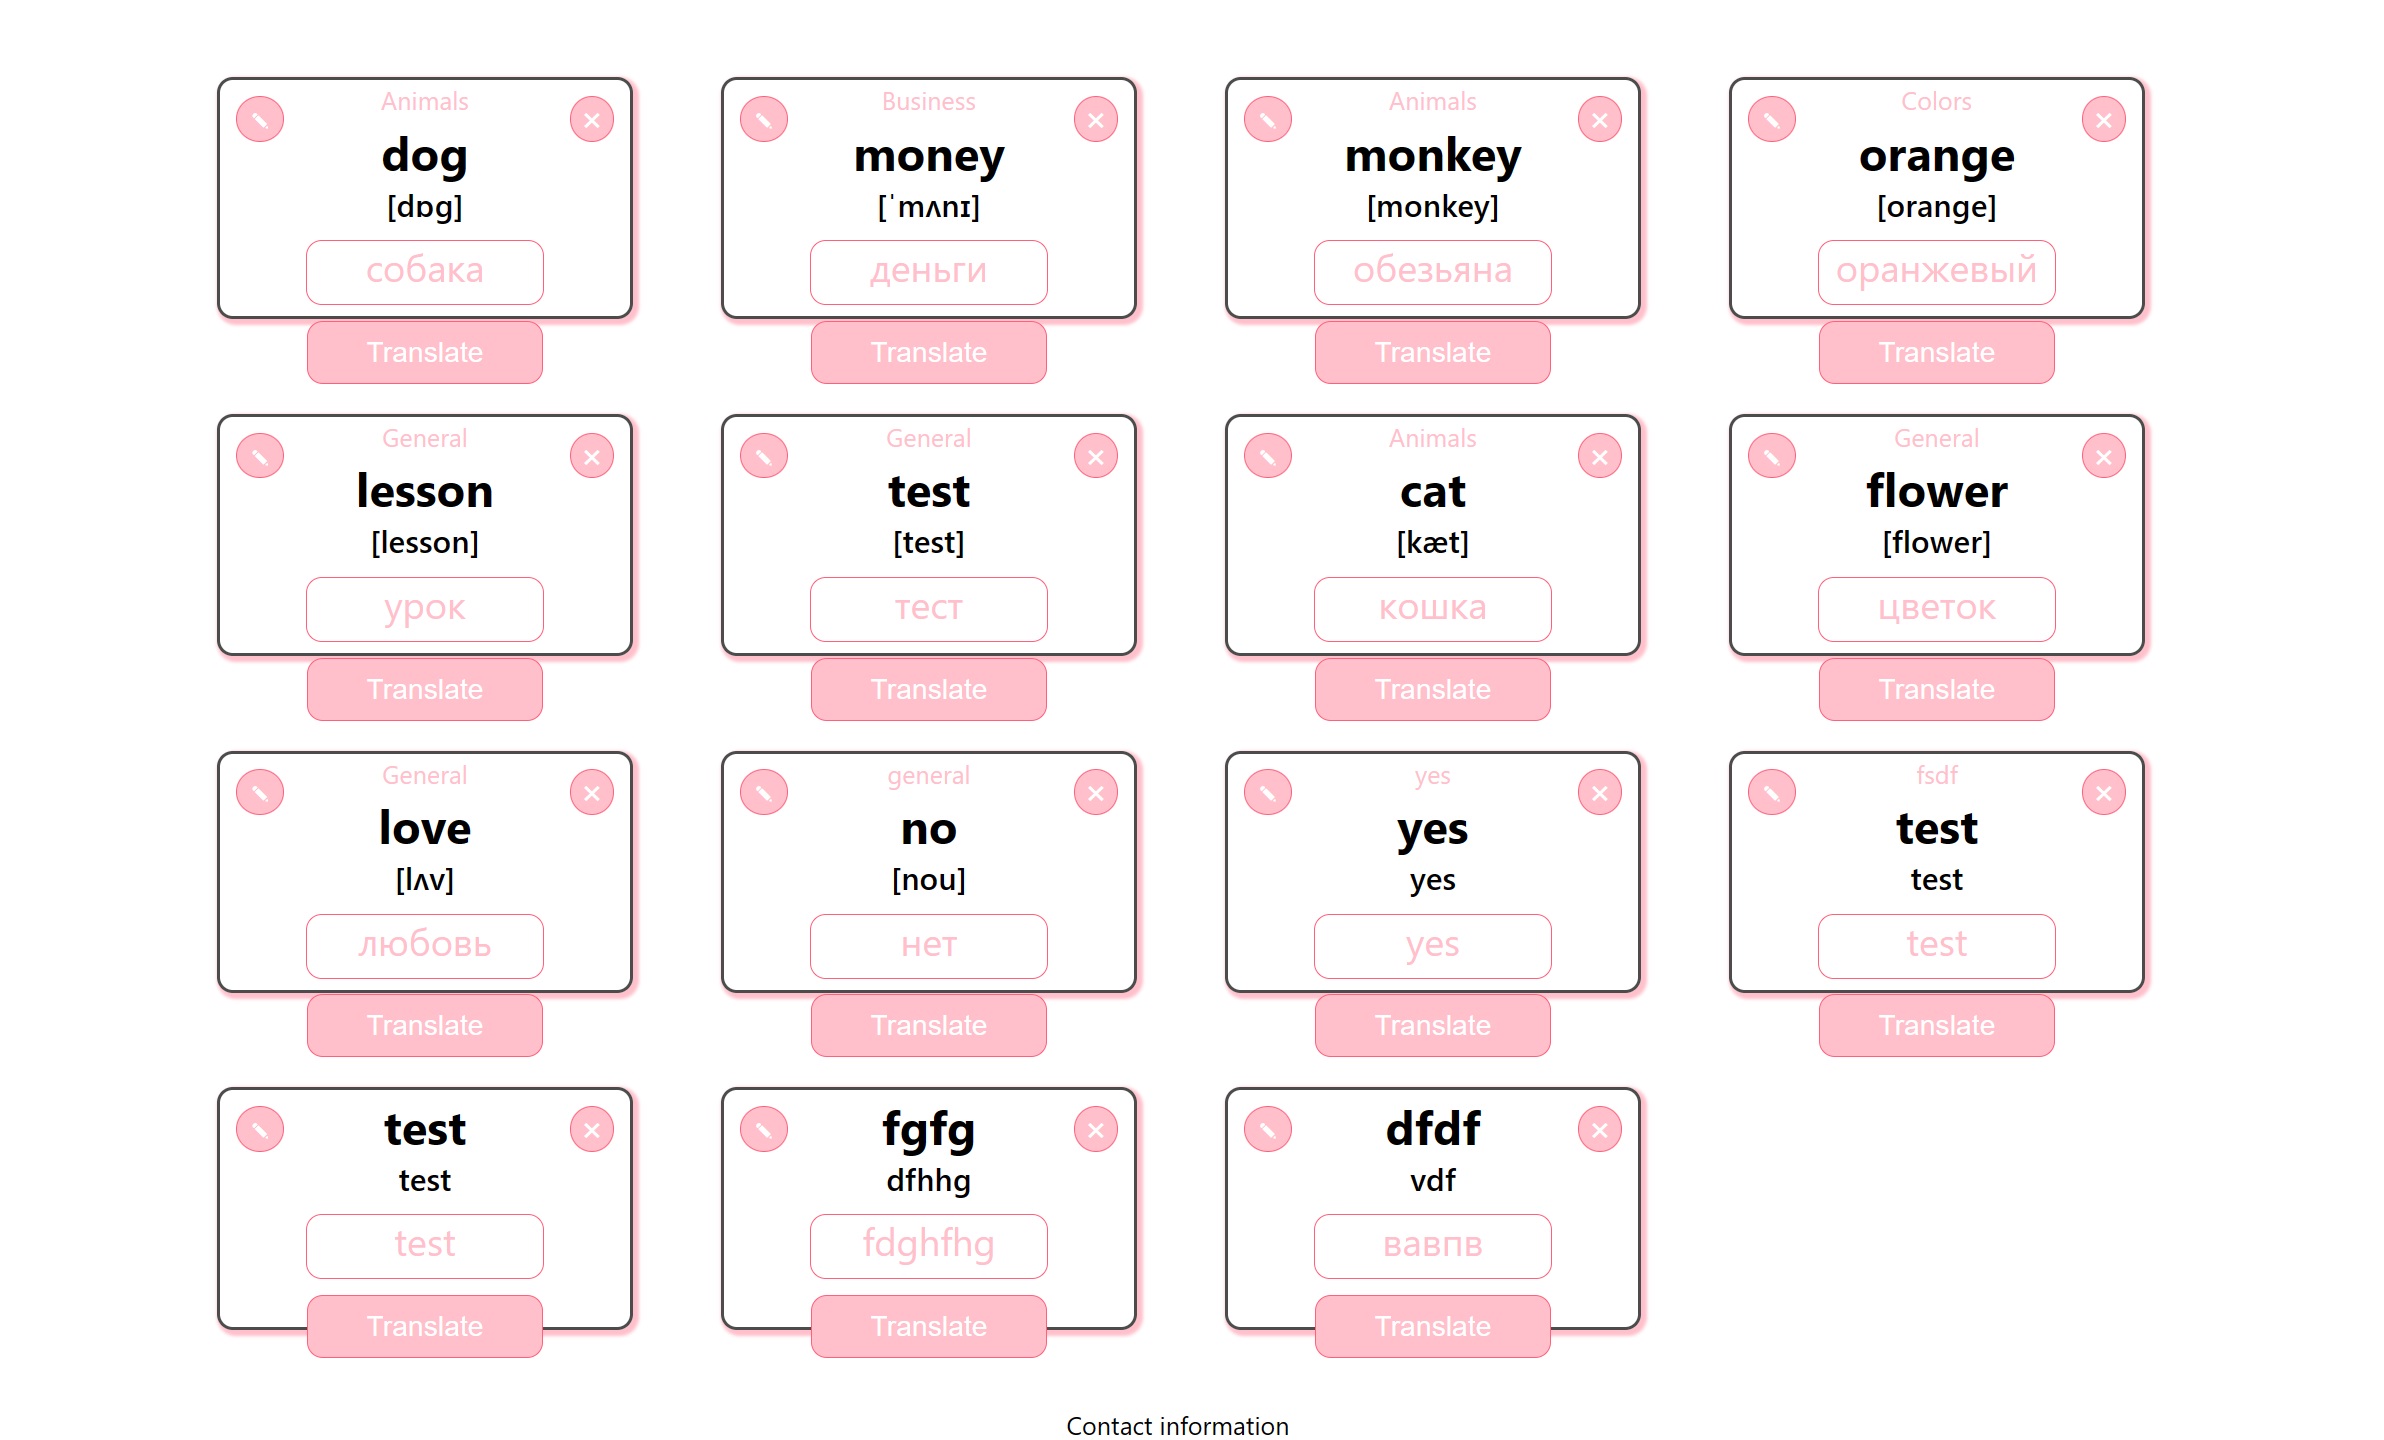 Animals
dog
[dɒg]
собака
Translate
Business
money
[ˈmʌnɪ]
деньги
Translate
Animals
monkey
[monkey]
обезьяна
Translate
Colors
orange
[orange]
оранжевый
Translate
General
lesson
[lesson]
урок
Translate
General
test
[test]
тест
Translate
Animals
cat
[kæt]
кошка
Translate
General
flower
[flower]
цветок
Translate
General
love
[lʌv]
любовь
Translate
general
no
[nou]
нет
Translate
yes
yes
yes
yes
Translate
fsdf
test
test
test
Translate
test
test
test
Translate
fgfg
dfhhg
fdghfhg
Translate
dfdf
vdf
вавпв
Translate
Contact information